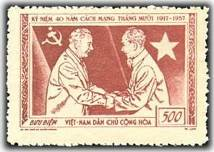 KỶ NIỆM 40 NĂM CÁCH MẠNG THÁNG MƯỜI 1917-1957
500
BƯU ĐIỆN
VIỆT-NAM DÂN CHỦ CỘNG HÒA